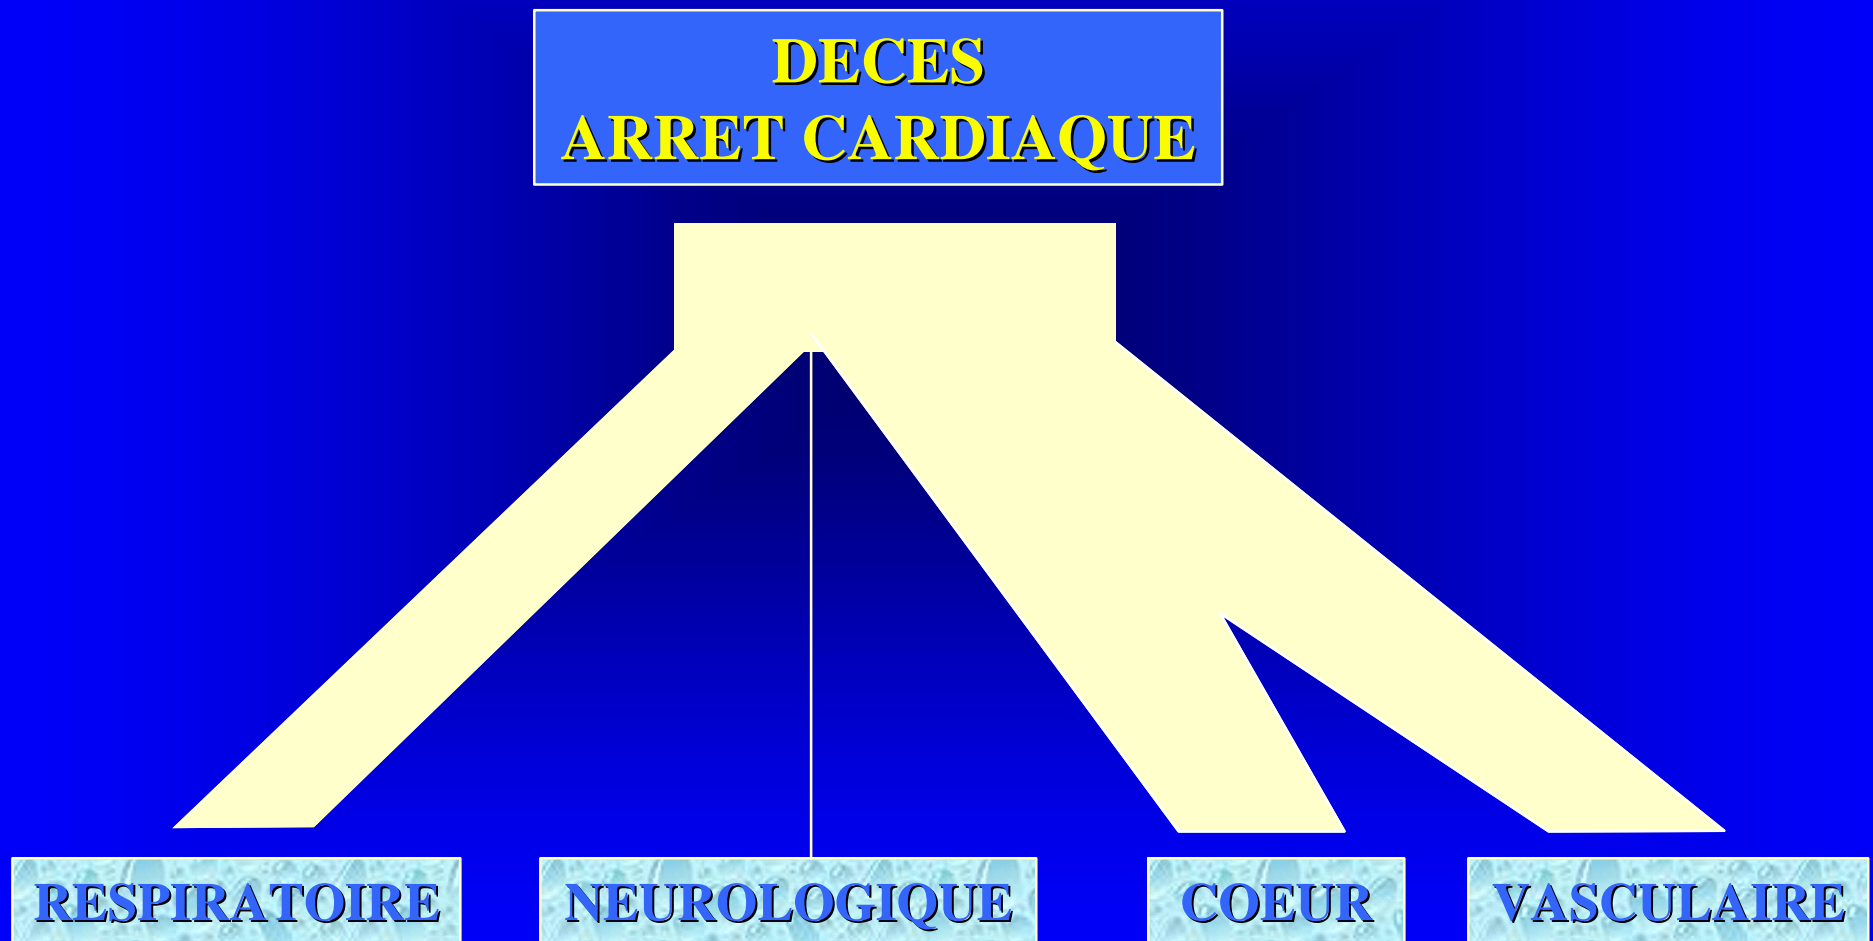 DECES
ARRET CARDIAQUE
RESPIRATOIRE
NEUROLOGIQUE
COEUR
VASCULAIRE